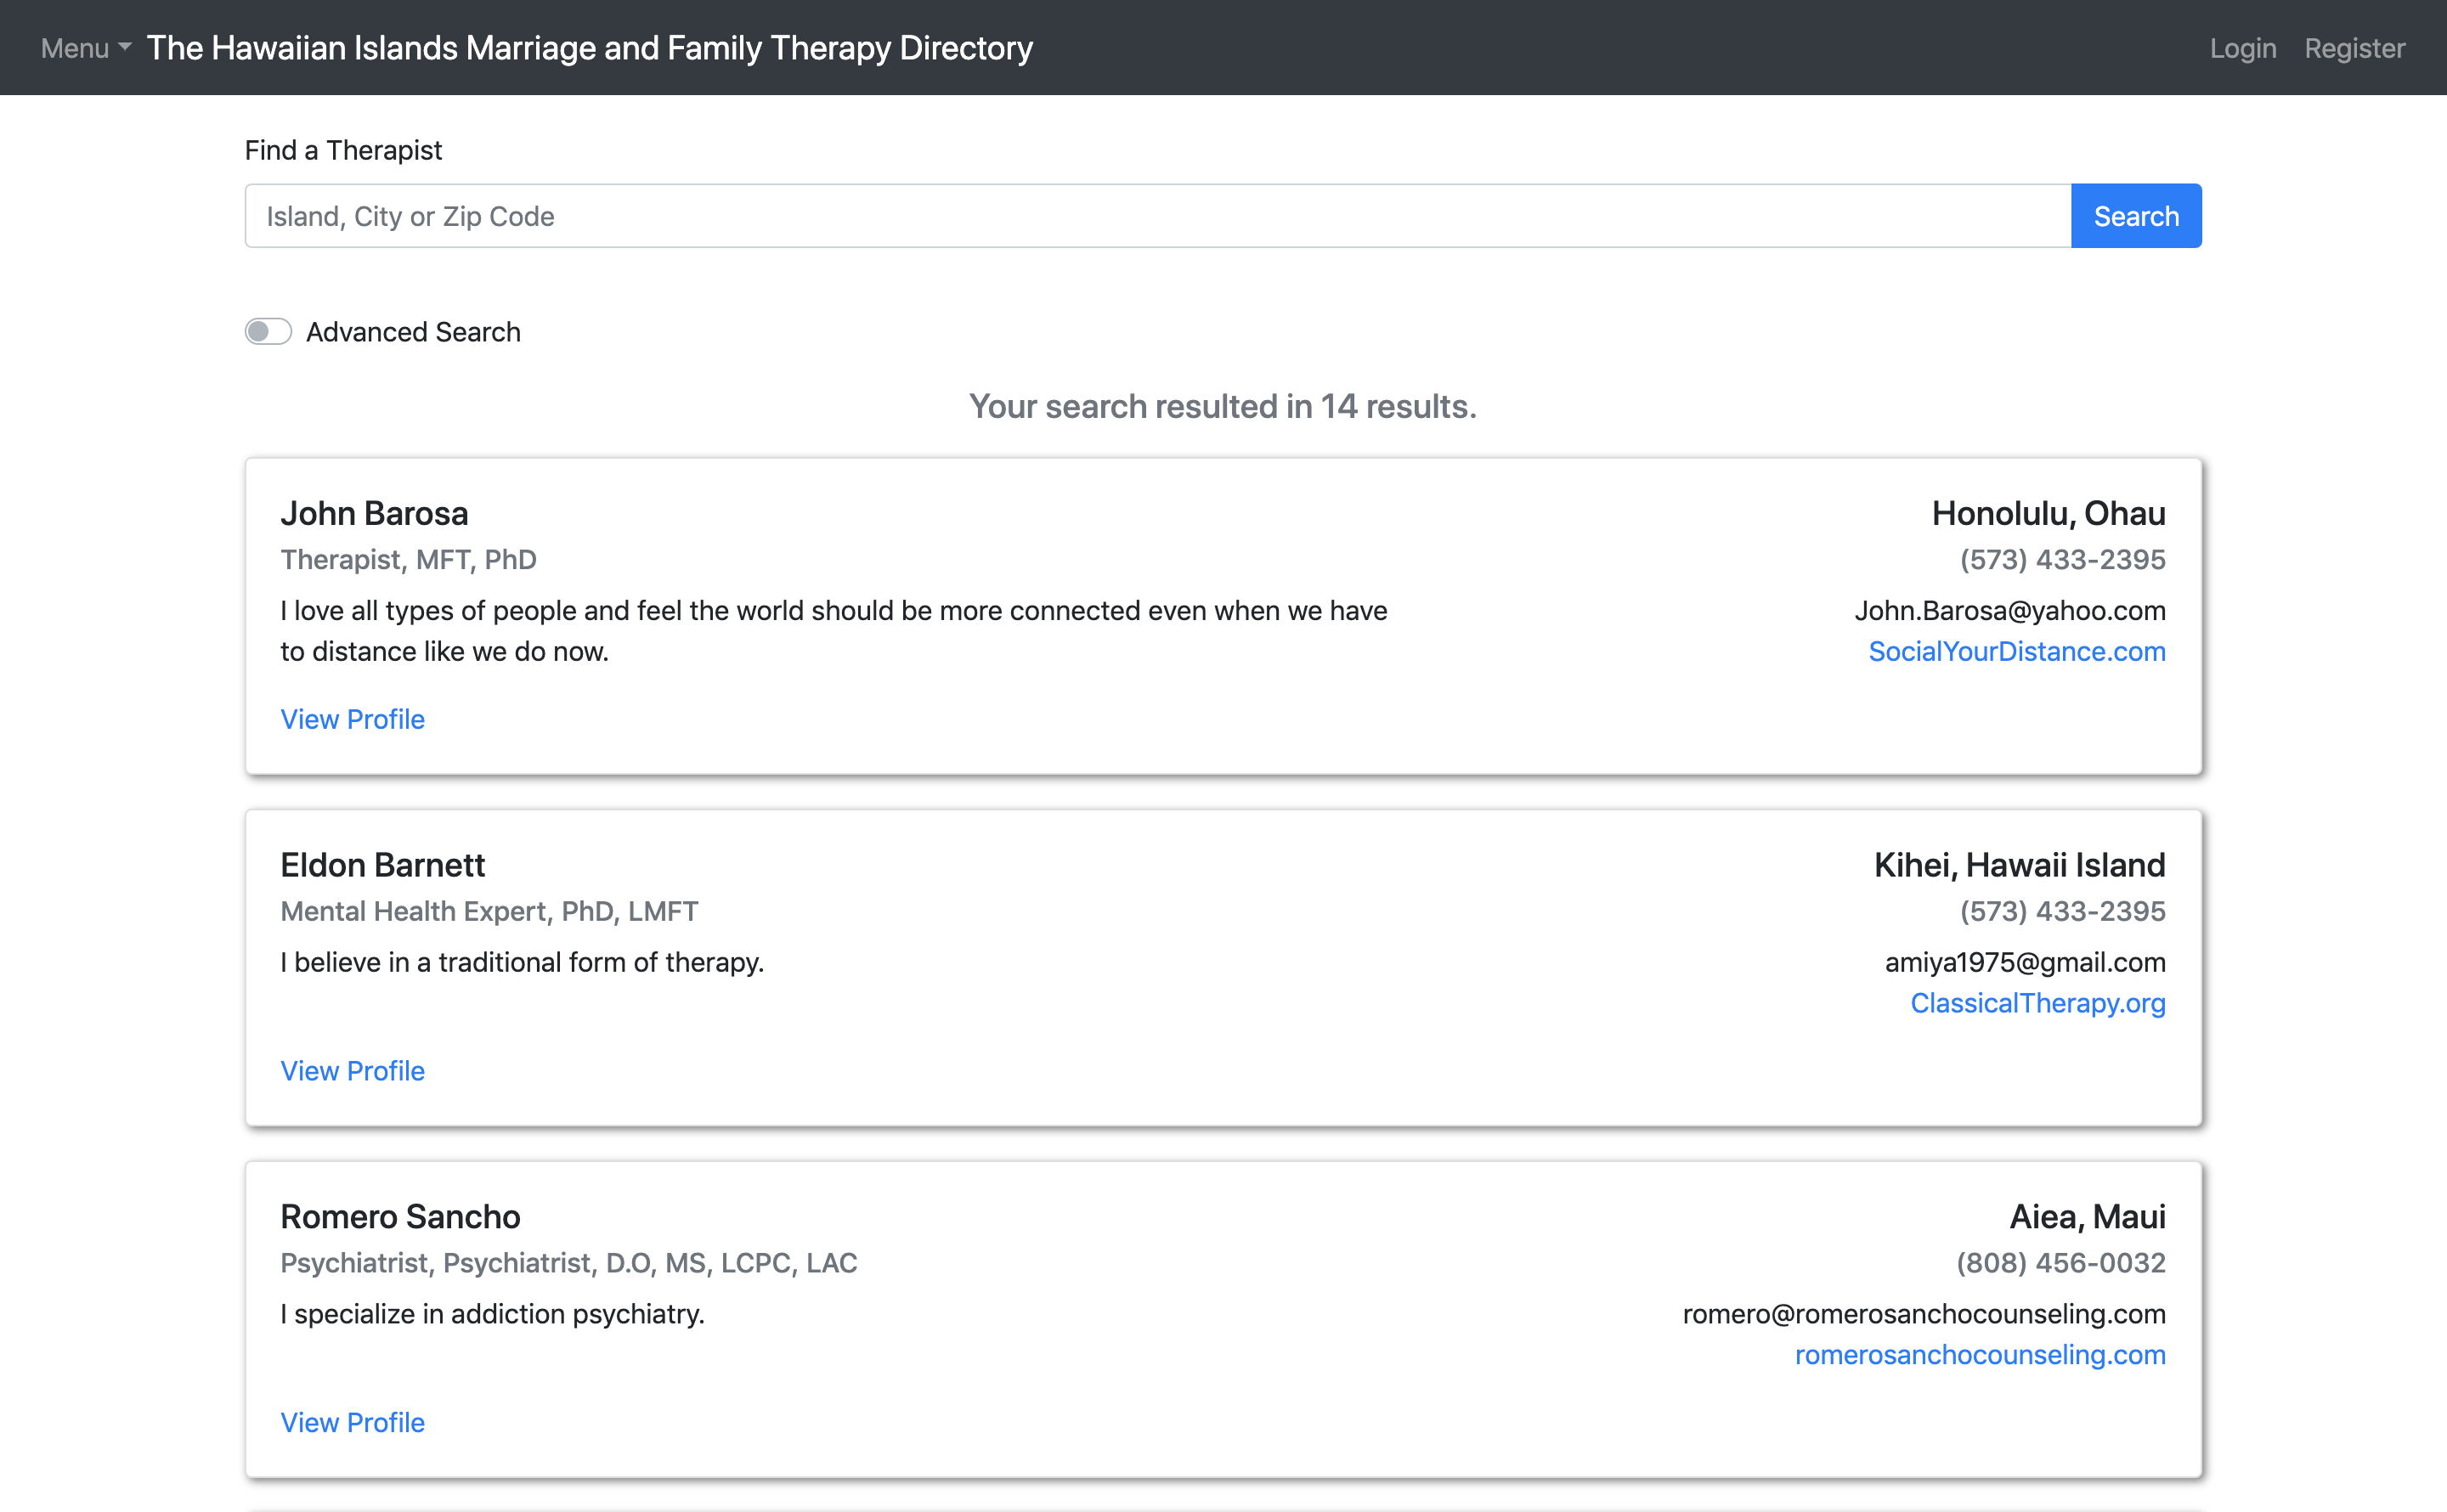 Menu The Hawaiian Islands Marriage and Family Therapy Directory Login Register
Find a Therapist
Island, City or Zip Code Search
Advanced Search
Your search resulted in 14 results.
John Barosa
Therapist, MFT, PhD
I love all types of people and feel the world should be more connected even when we have
to distance like we do now.
View Profile
Honolulu, Ohau
(573) 433-2395
John.Barosa@yahoo.com
SocialYourDistance.com
Eldon Barnett
Mental Health Expert, PhD, LMFT
I believe in a traditional form of therapy.
View Profile
Kihei, Hawaii Island
(573) 433-2395
amiya1975@gmail.com
ClassicalTherapy.org
Romero Sancho
Psychiatrist, Psychiatrist, D.O, MS, LCPC, LAC
I specialize in addiction psychiatry.
View Profile
Aiea, Maui
(808) 456-0032
romero@romerosanchocounseling.com
romerosanchocounseling.com